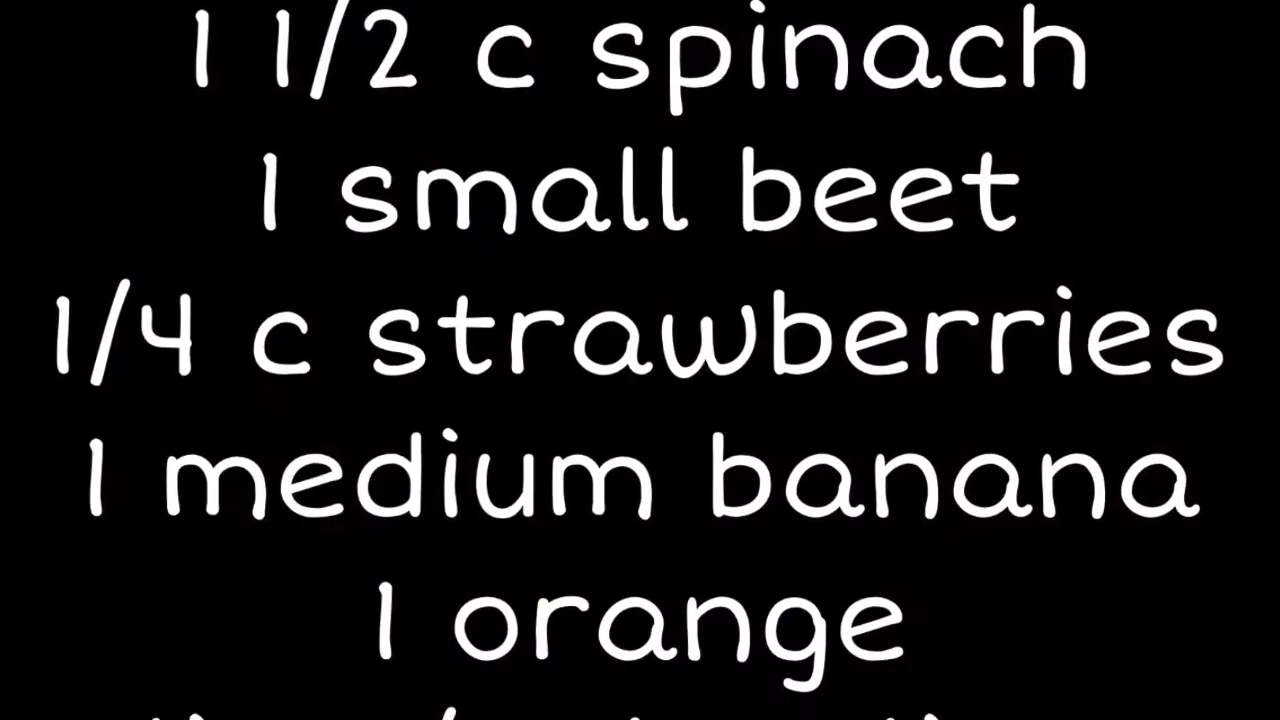 1 1/2 c spinach
1 small beet
1/4 c strawberries
1 medium banana
1 orange